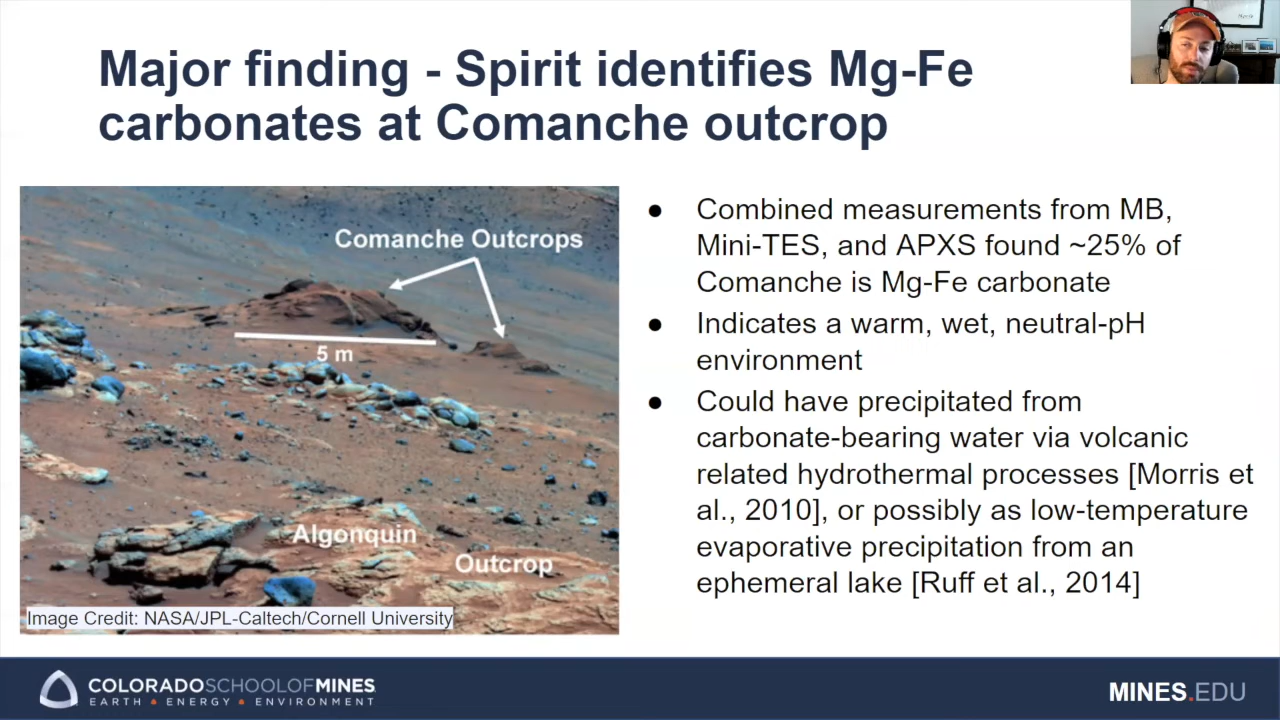 Major finding - Spirit identifies Mg-Fe
carbonates at Comanche outcrop
Comanche Outcrops
5 m
Algonquin
Outcrop
Image Credit: NASA/JPL-Caltech/Cornell University
● Combined measurements from MB,
Mini-TES, and APXS found ~25% of
Comanche is Mg-Fe carbonate
● Indicates a warm, wet, neutral-pH
environment
● Could have precipitated from
carbonate-bearing water via volcanic
related hydrothermal processes [Morris et
al., 2010], or possibly as low-temperature
evaporative precipitation from an
ephemeral lake [Ruff et al., 2014]
COLORADOSCHOOLOFMINES
EARTH • ENERGY • ENVIRONMENT
MINES.EDU